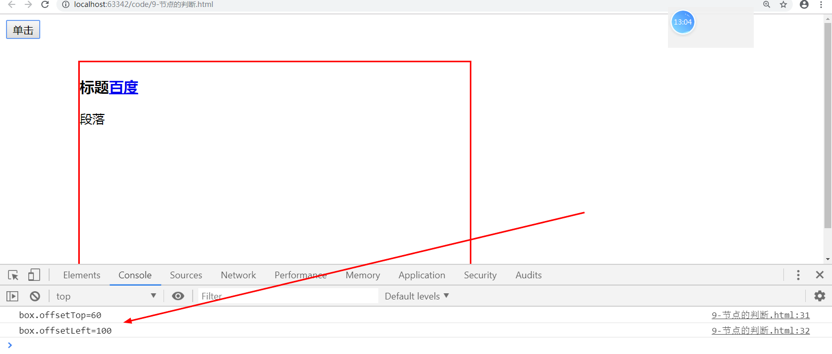 localhost:63342/code/9-节点的判断.html
13:04
单击
标题百度
段落
Elements Console Sources Network Performance Memory Application Security Audits
top Filter Default levels
box.offsetTop=60 9-节点的判断.html:31
box.offsetLeft=100 9-节点的判断.html:32